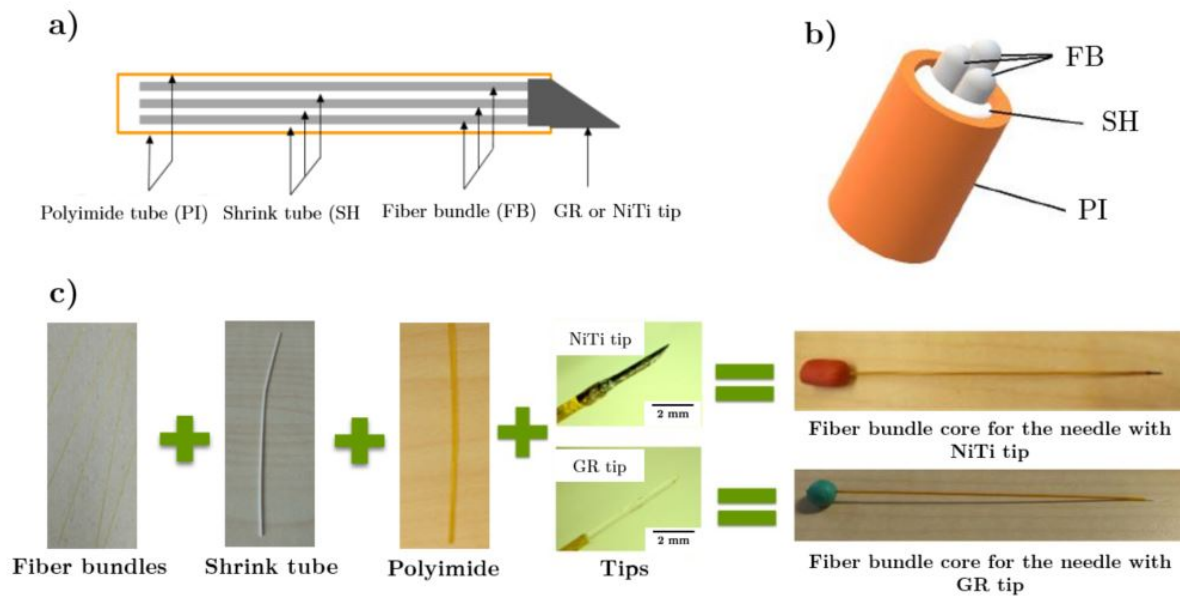 a)
Polyimide tube (PI)
Shrink tube (SH
Fiber bundle (FB)
GR or NiTi tip
b)
FB
SH
PI
c)
NiTi tip
2 mm
GR tip
2 mm
Fiber bundles
Shrink tube
Polyimide
Tips
Fiber bundle core for the needle with
NiTi tip
Fiber bundle core for the needle with
GR tip